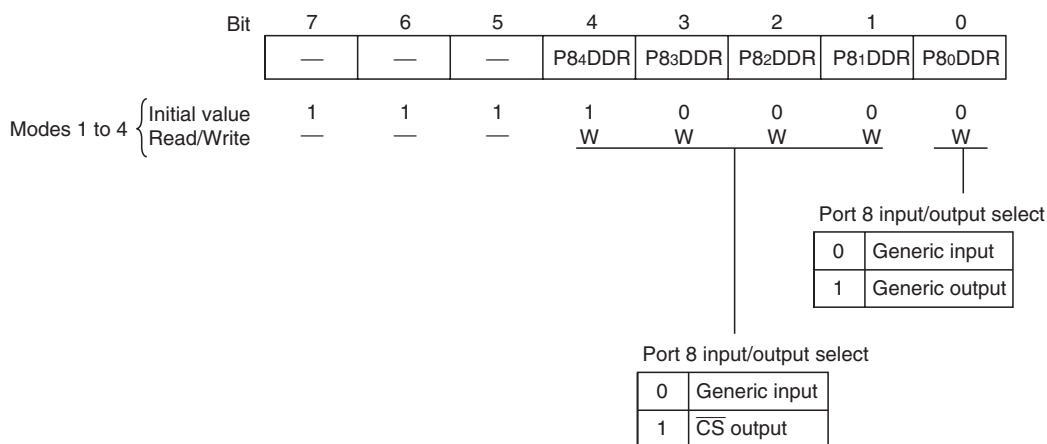 Bit 7 6 5 4 3 2 1 0
— — — P84DDR P83DDR P82DDR P81DDR P80DDR
Modes 1 to 4 { Initial value 1 1 1 1 0 0 0 0
Read/Write — — — W W W W W
Port 8 input/output select
0 Generic input
1 Generic output
Port 8 input/output select
0 Generic input
1 C̅S̅ output